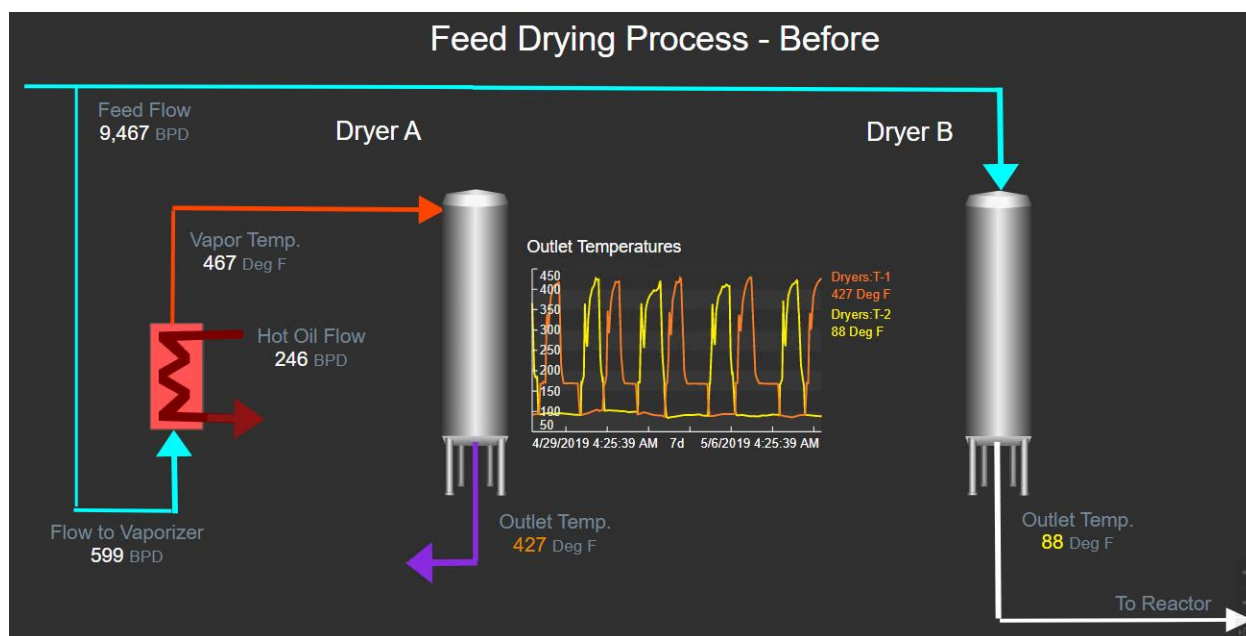 Feed Drying Process - Before
Feed Flow
9,467 BPD
Dryer A
Dryer B
Vapor Temp.
467 Deg F
Hot Oil Flow
246 BPD
Outlet Temperatures
450
400
350
300
250
200
150
100
50
4/29/2019 4:25:39 AM 7d 5/6/2019 4:25:39 AM
Dryers:T-1
427 Deg F
Dryers:T-2
88 Deg F
Flow to Vaporizer
599 BPD
Outlet Temp.
427 Deg F
Outlet Temp.
88 Deg F
To Reactor